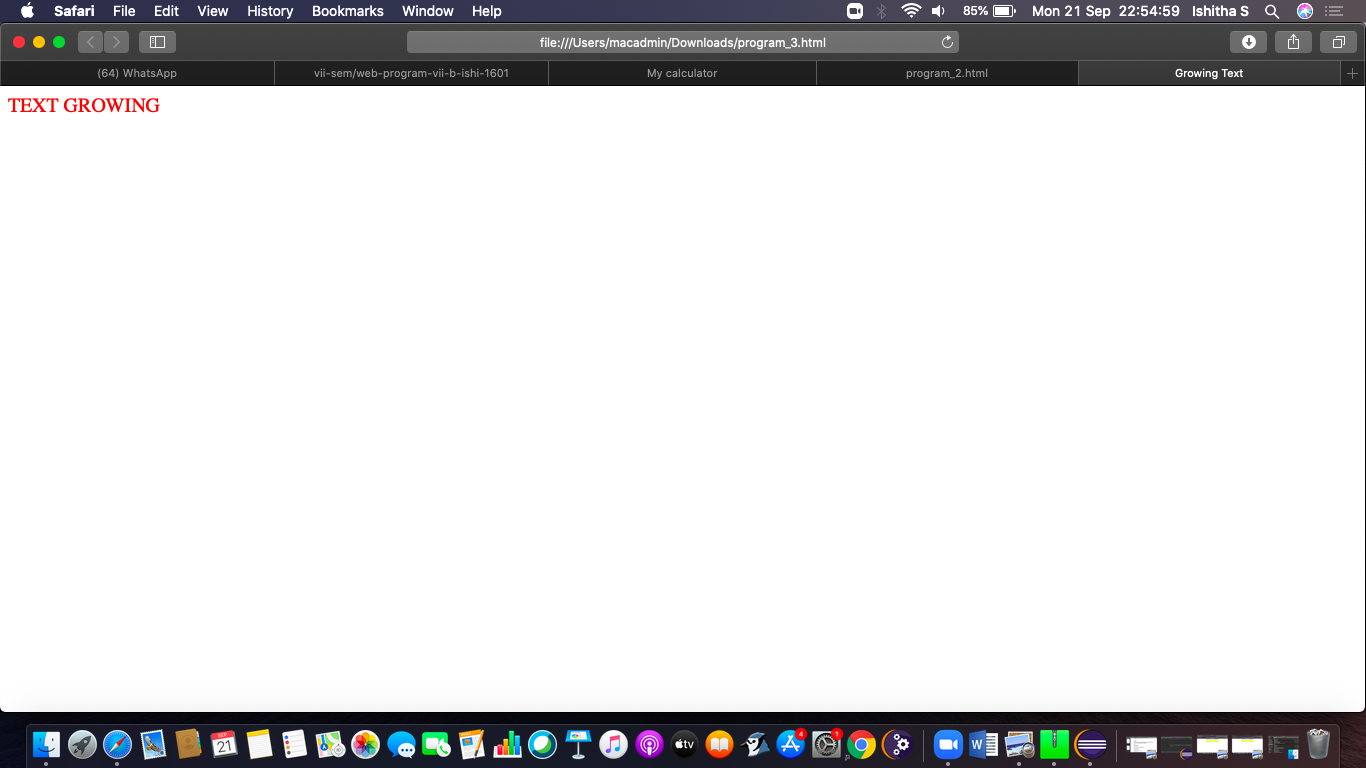 Safari File Edit View History Bookmarks Window Help 85% Mon 21 Sep 22:54:59 Ishitha S
file:///Users/macadmin/Downloads/program_3.html
(64) WhatsApp vii-sem/web-program-vii-b-ishi-1601 My calculator program_2.html Growing Text
TEXT GROWING
SEP
21
tv
4
1
W